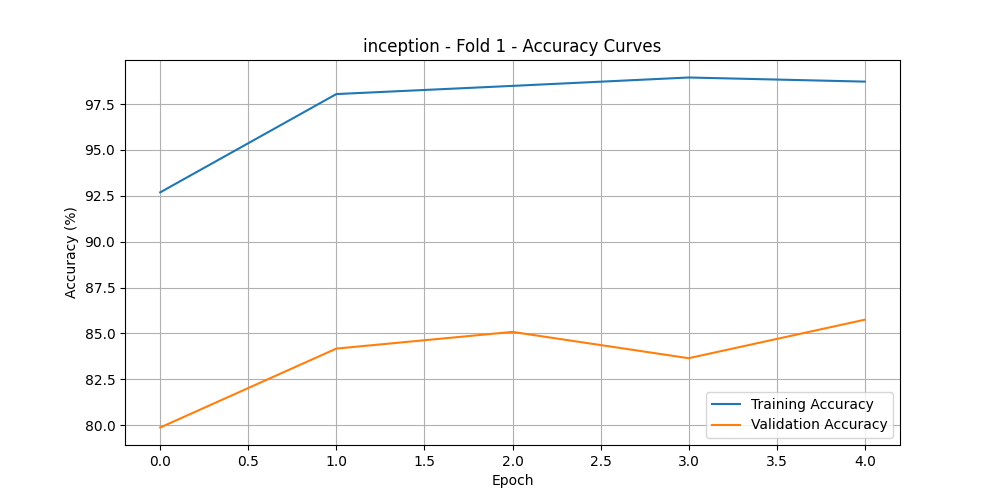 inception - Fold 1 - Accuracy Curves
Accuracy (%)
97.5
95.0
92.5
90.0
87.5
85.0
82.5
80.0
Training Accuracy
Validation Accuracy
0.0 0.5 1.0 1.5 2.0 2.5 3.0 3.5 4.0
Epoch